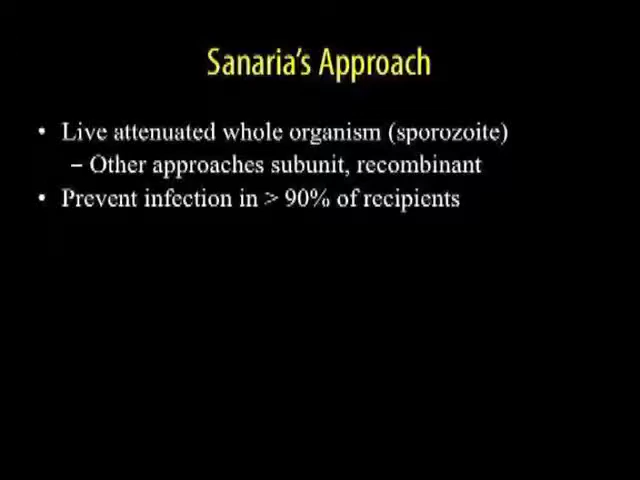 Sanaria's Approach
• Live attenuated whole organism (sporozoite)
– Other approaches subunit, recombinant
• Prevent infection in > 90% of recipients